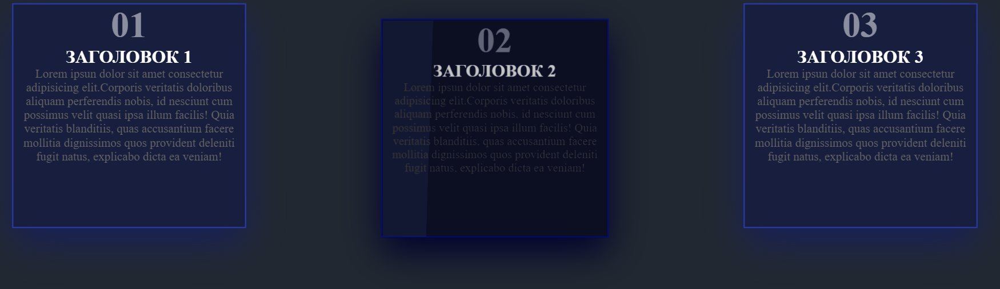 01
ЗАГОЛОВОК 1
Lorem ipsun dolor sit amet consectetur
adipisicing elit.Corporis veritatis doloribus
aliquam perferendis nobis, id nesciunt cum
possimus velit quasi ipsa illum facilis! Quia
veritatis blanditiis, quas accusantium facere
mollitia dignissimos quos provident deleniti
fugit natus, explicabo dicta ea veniam!
02
ЗАГОЛОВОК 2
Lorem ipsun dolor sit amet consectetur
adipisicing elit.Corporis veritatis doloribus
aliquam perferendis nobis, id nesciunt cum
possimus velit quasi ipsa illum facilis! Quia
veritatis blanditiis, quas accusantium facere
mollitia dignissimos quos provident deleniti
fugit natus, explicabo dicta ea veniam!
03
ЗАГОЛОВОК 3
Lorem ipsun dolor sit amet consectetur
adipisicing elit.Corporis veritatis doloribus
aliquam perferendis nobis, id nesciunt cum
possimus velit quasi ipsa illum facilis! Quia
veritatis blanditiis, quas accusantium facere
mollitia dignissimos quos provident deleniti
fugit natus, explicabo dicta ea veniam!